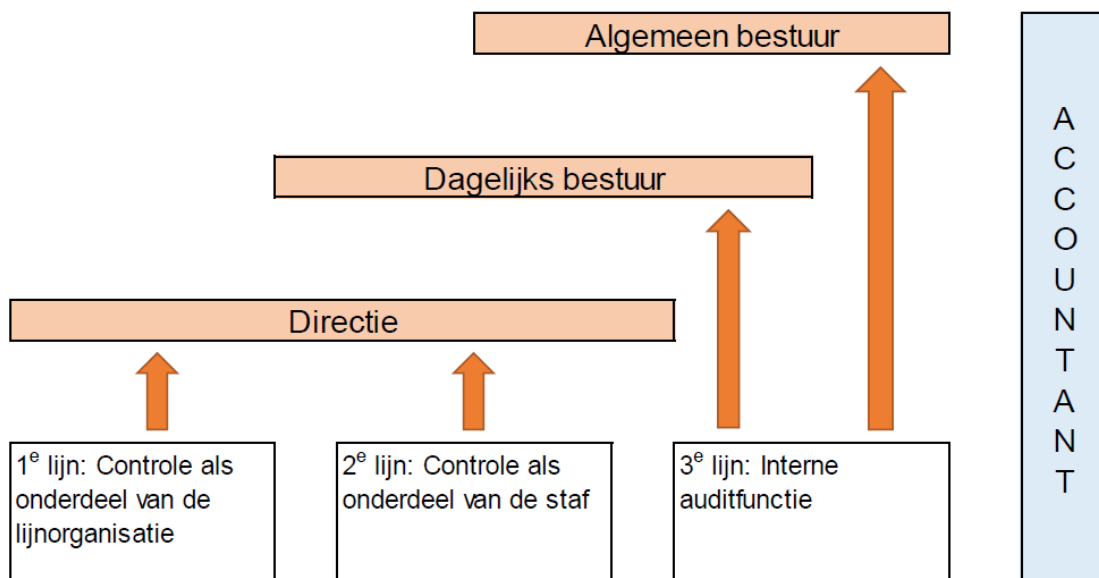 Algemeen bestuur
Dagelijks bestuur
Directie
1e lijn: Controle als
onderdeel van de
lijnorganisatie
2e lijn: Controle als
onderdeel van de staf
3e lijn: Interne
auditfunctie
A
C
C
O
U
N
T
A
N
T